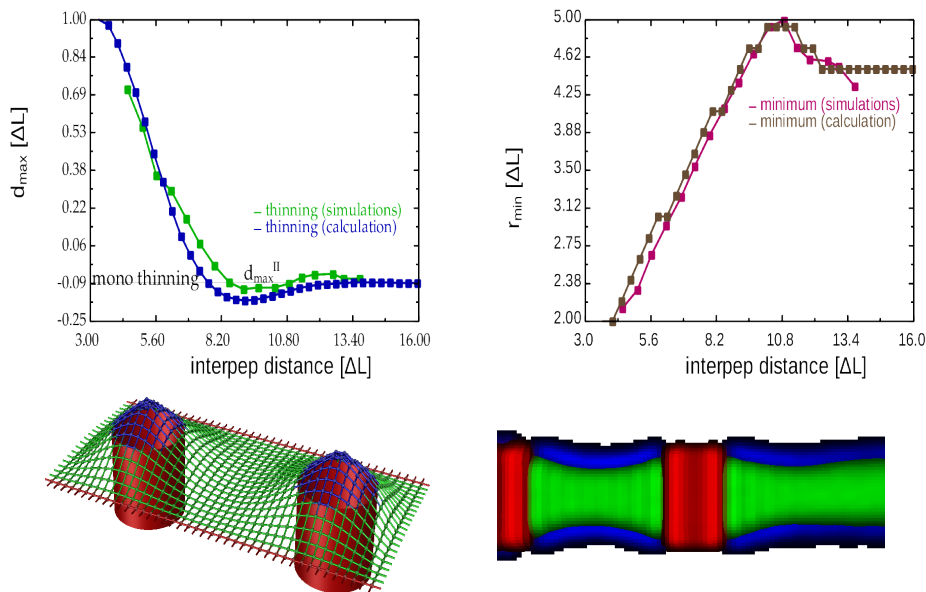 1.00
0.84
0.69
0.53
0.38
0.22
0.06
-0.09
-0.25
d_max [ΔL]
– thinning (simulations)
– thinning (calculation)
mono thinning
d_max^II
3.00 5.60 8.20 10.80 13.40 16.00
interpep distance [ΔL]
5.00
4.62
4.25
3.88
3.50
3.12
2.75
2.38
2.00
r_min [ΔL]
– minimum (simulations)
– minimum (calculation)
3.0 5.6 8.2 10.8 13.4 16.0
interpep distance [ΔL]